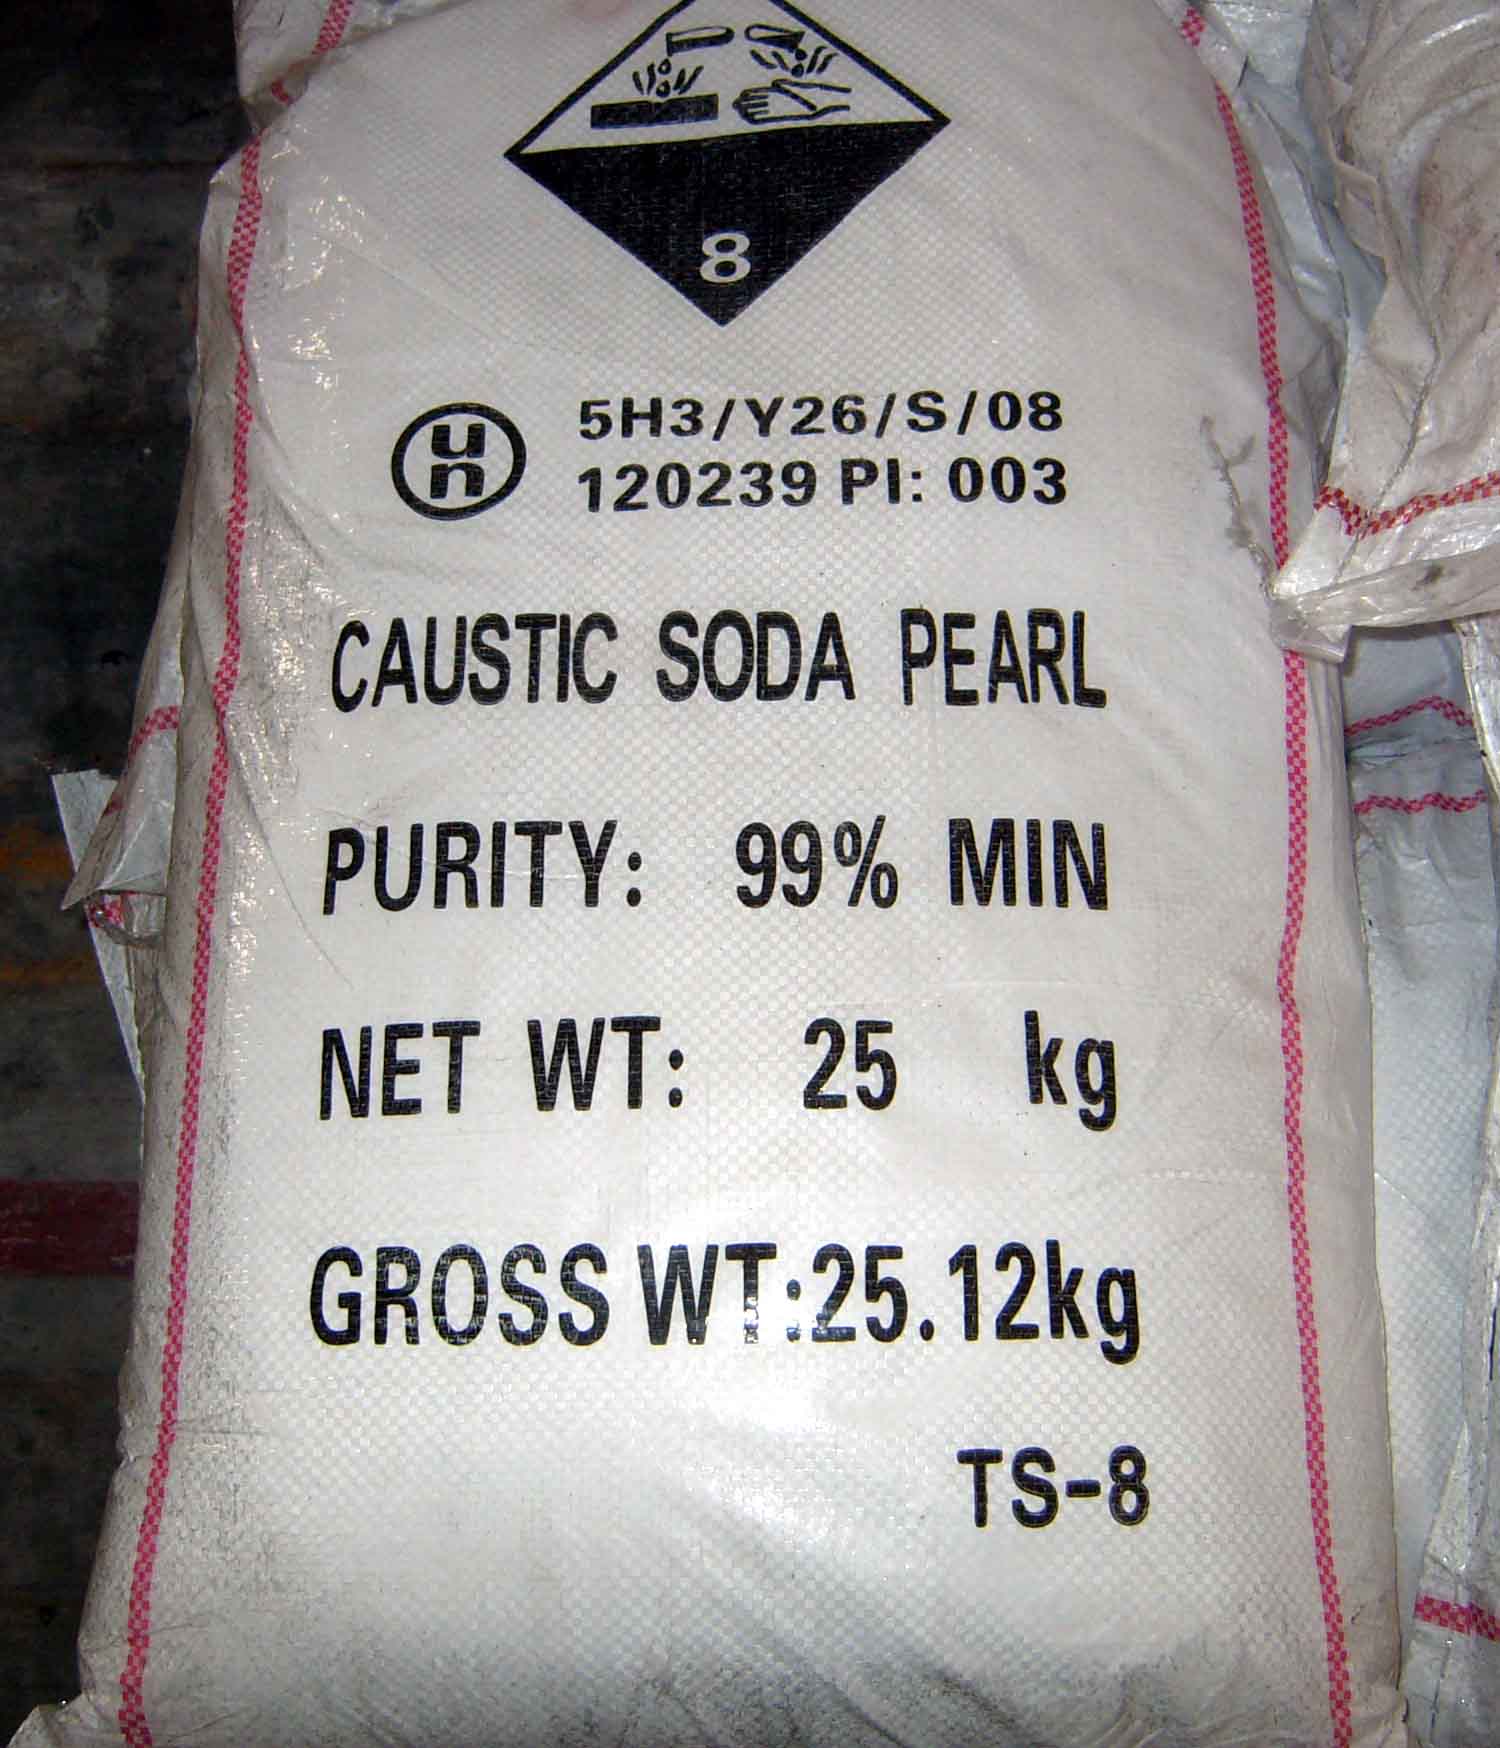 8
un 5H3/Y26/S/08
120239 PI: 003
CAUSTIC SODA PEARL
PURITY: 99% MIN
NET WT: 25 kg
GROSS WT:25.12kg
TS-8